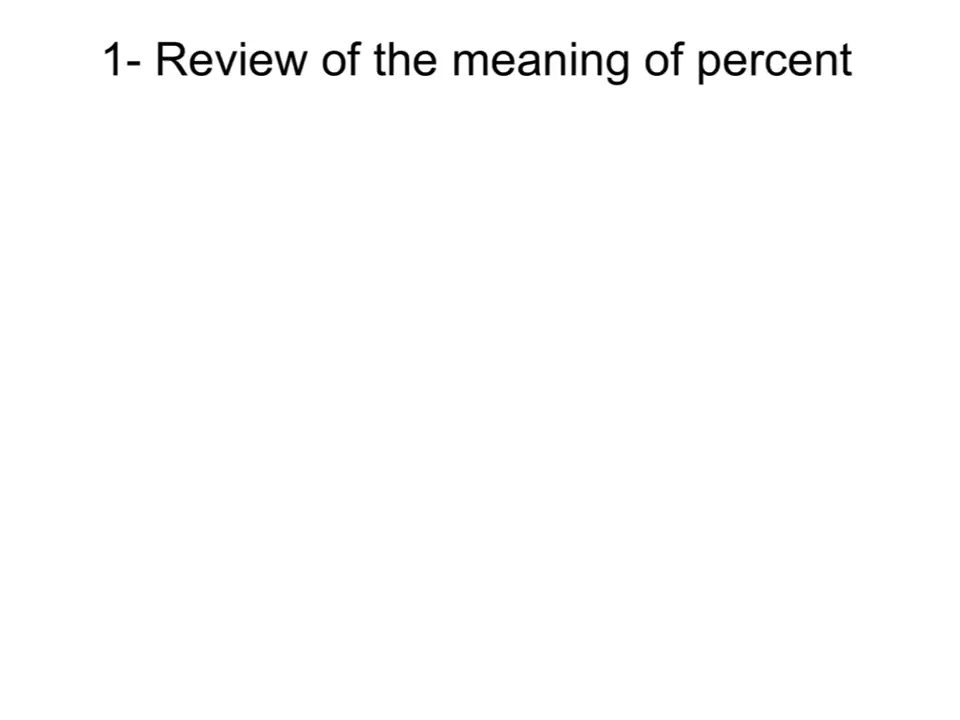 1- Review of the meaning of percent